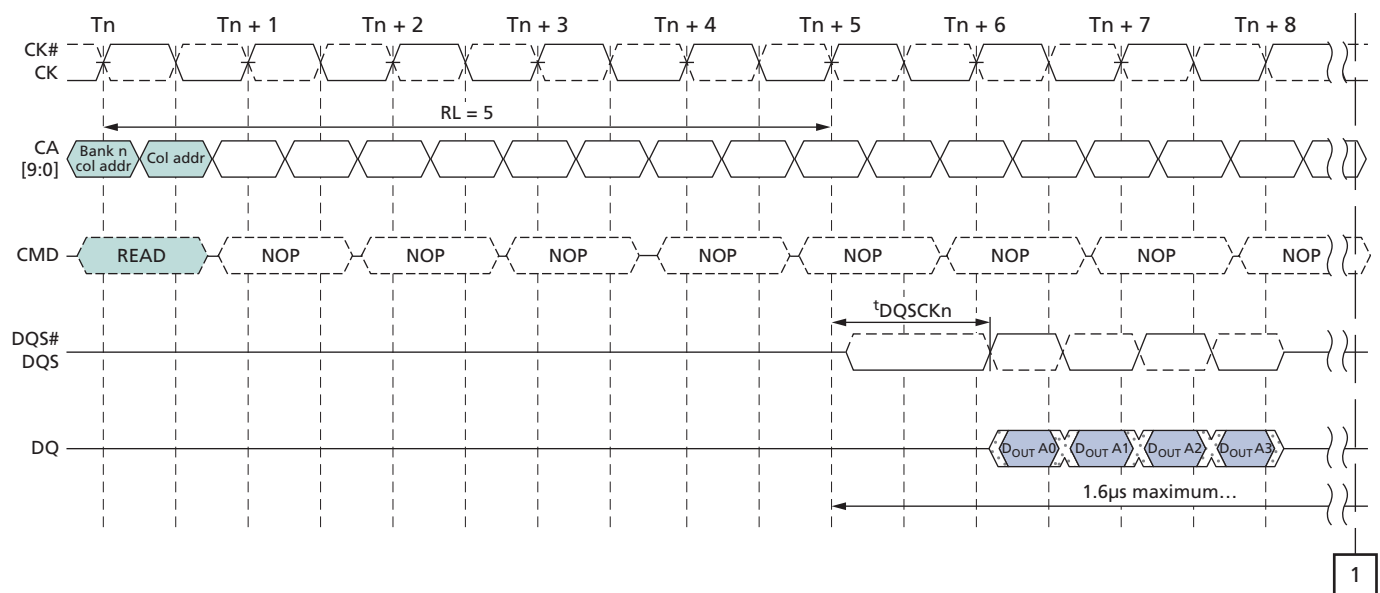 Tn Tn + 1 Tn + 2 Tn + 3 Tn + 4 Tn + 5 Tn + 6 Tn + 7 Tn + 8
CK#
CK
RL = 5
CA
[9:0]
Bank n
col addr
Col addr
CMD READ NOP NOP NOP NOP NOP NOP NOP NOP
tDQSCKn
DQS#
DQS
DQ DOUT A0 DOUT A1 DOUT A2 DOUT A3
1.6µs maximum…
1